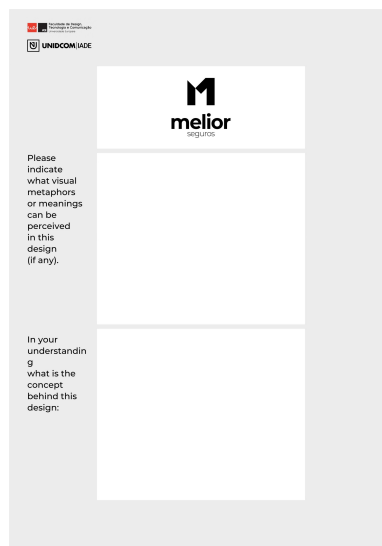 Faculdade de Design,
Tecnologia e Comunicação
UNIDCOM|IADE
melior
seguros
Please
indicate
what visual
metaphors
or meanings
can be
perceived
in this
design
(if any).
In your
understandin
g
what is the
concept
behind this
design: